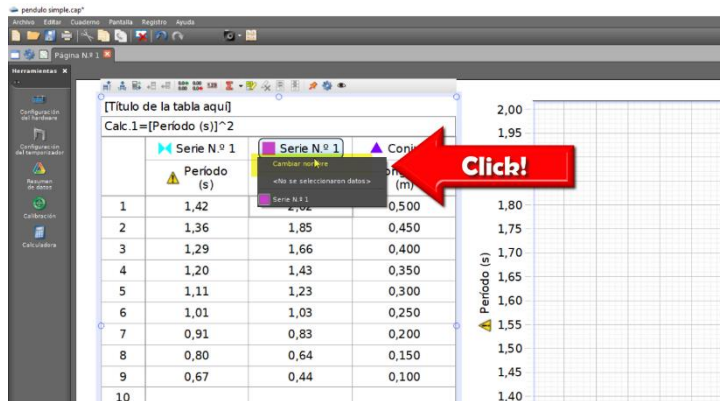 pendulo simple.cap*
Archivo Editar Cuaderno Pantalla Registro Ayuda
Página N.º 1
Herramientas
Configuración del hardware
Configuración del temporizador
Resumen de datos
Calibración
Calculadora
[Título de la tabla aquí]
Calc.1=[Período (s)]^2
Serie N.º 1 Serie N.º 1 Conju
Período (s) (m)
Cambiar nombre
<No se seleccionaron datos>
Serie N.º 1
Click!
1 1,42 2,02 0,500
2 1,36 1,85 0,450
3 1,29 1,66 0,400
4 1,20 1,43 0,350
5 1,11 1,23 0,300
6 1,01 1,03 0,250
7 0,91 0,83 0,200
8 0,80 0,64 0,150
9 0,67 0,44 0,100
10
2,00
1,95
1,80
1,75
1,70
1,65
1,60
1,55
1,50
1,45
1,40
Período (s)